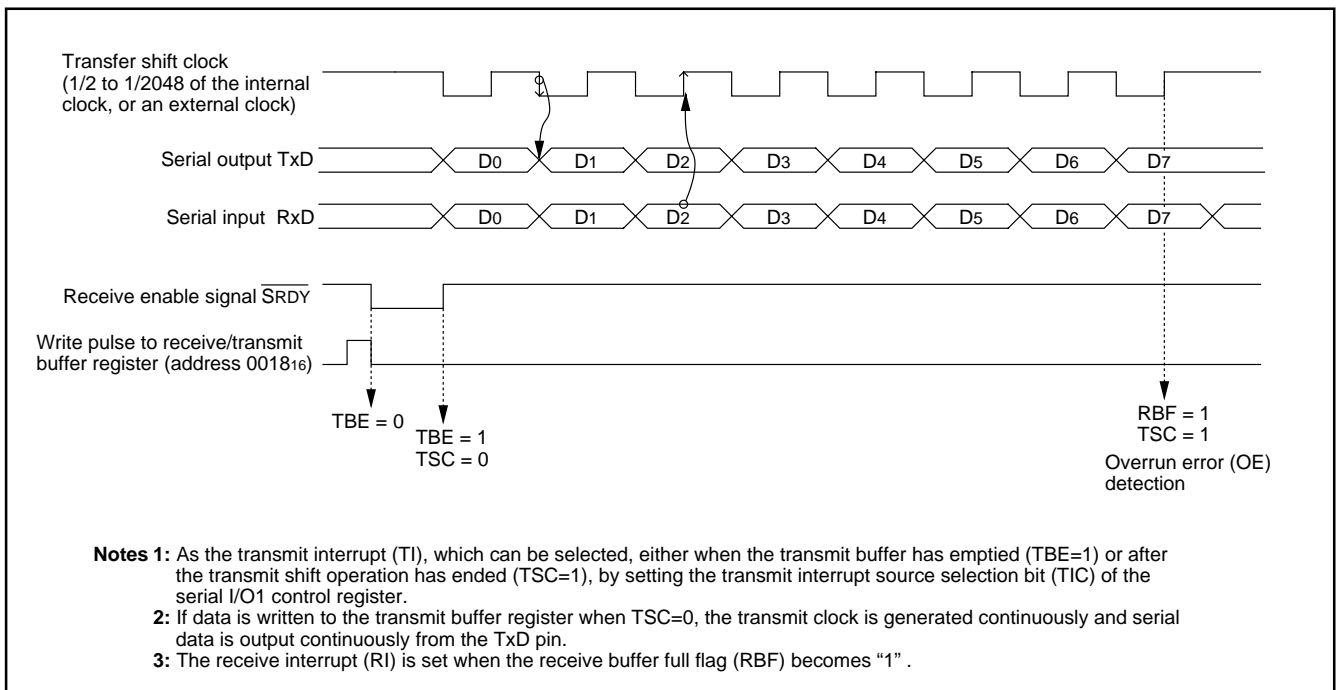 Transfer shift clock
(1/2 to 1/2048 of the internal
clock, or an external clock)
Serial output TxD
D0 D1 D2 D3 D4 D5 D6 D7
Serial input RxD
D0 D1 D2 D3 D4 D5 D6 D7
Receive enable signal SRDY
Write pulse to receive/transmit
buffer register (address 001816)
TBE = 0
TBE = 1
TSC = 0
RBF = 1
TSC = 1
Overrun error (OE)
detection
Notes 1: As the transmit interrupt (TI), which can be selected, either when the transmit buffer has emptied (TBE=1) or after
the transmit shift operation has ended (TSC=1), by setting the transmit interrupt source selection bit (TIC) of the
serial I/O1 control register.
2: If data is written to the transmit buffer register when TSC=0, the transmit clock is generated continuously and serial
data is output continuously from the TxD pin.
3: The receive interrupt (RI) is set when the receive buffer full flag (RBF) becomes “1” .